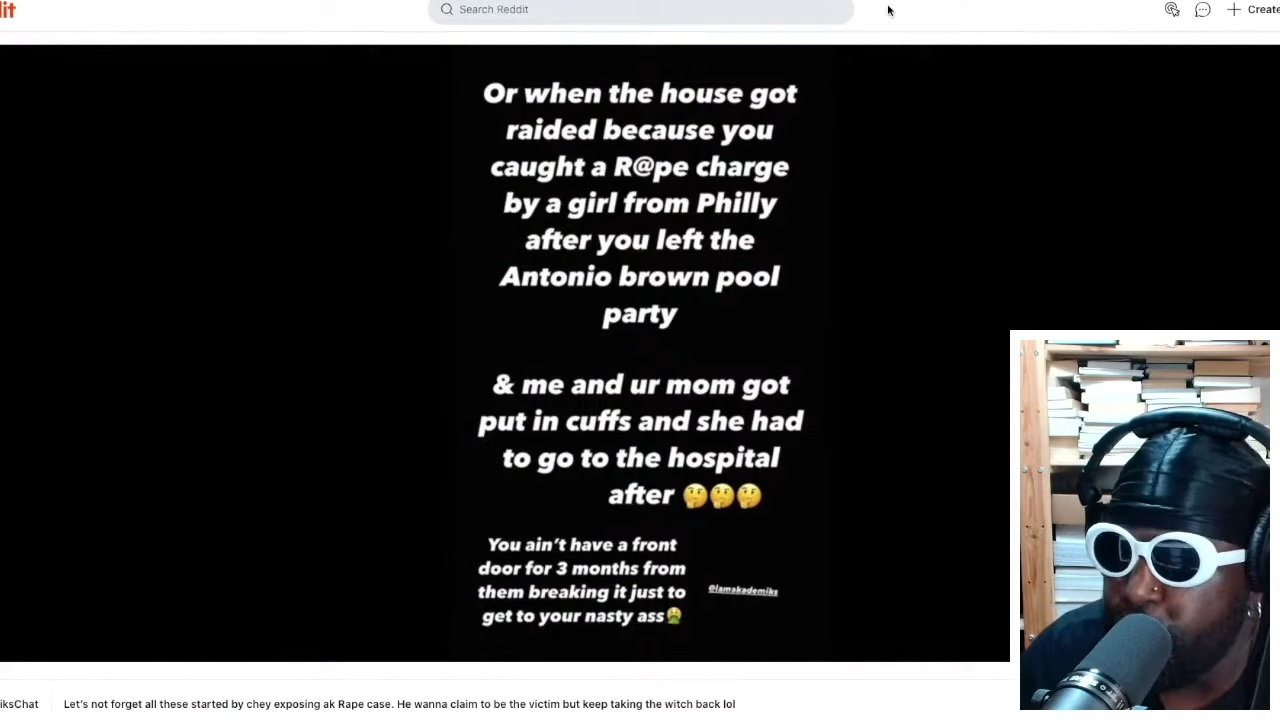 it
Search Reddit
Create
Or when the house got
raided because you
caught a R@pe charge
by a girl from Philly
after you left the
Antonio brown pool
party
& me and ur mom got
put in cuffs and she had
to go to the hospital
after 🤔🤔🤔
You ain't have a front
door for 3 months from
them breaking it just to
get to your nasty ass🤮
@iamakademiks
iksChat
Let's not forget all these started by chey exposing ak Rape case. He wanna claim to be the victim but keep taking the witch back lol